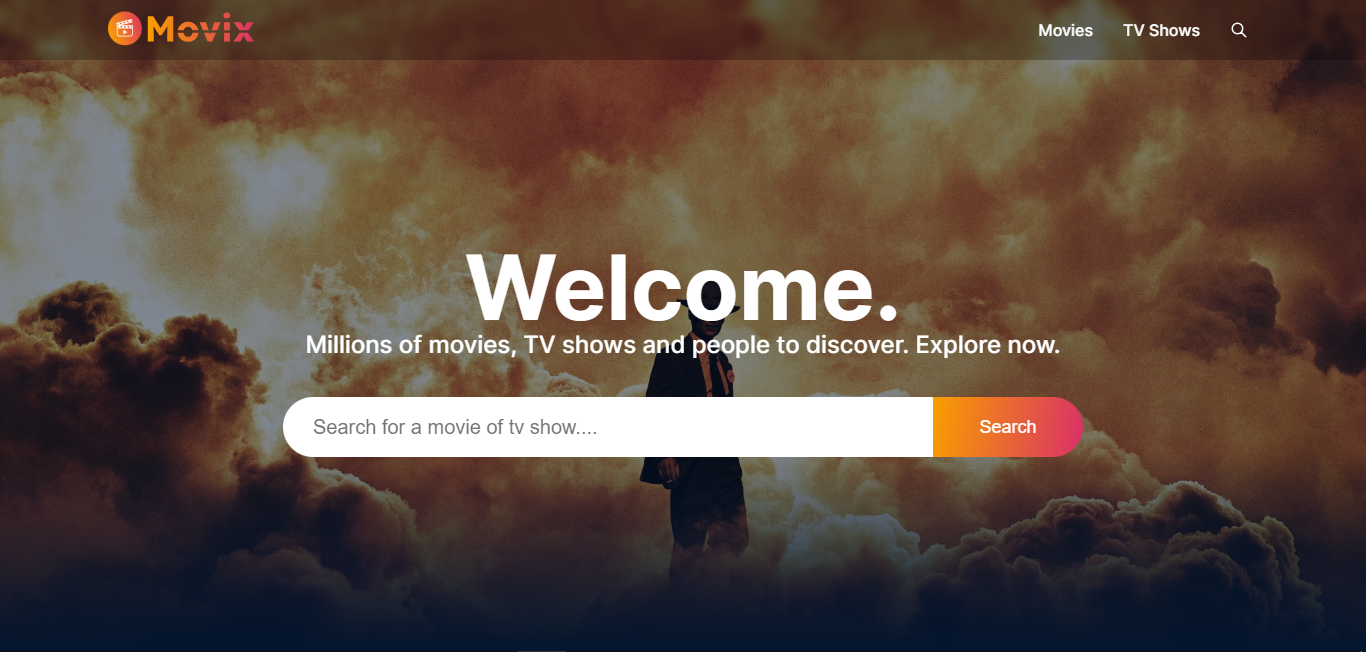 Movix
Movies
TV Shows
Welcome.
Millions of movies, TV shows and people to discover. Explore now.
Search for a movie of tv show....
Search